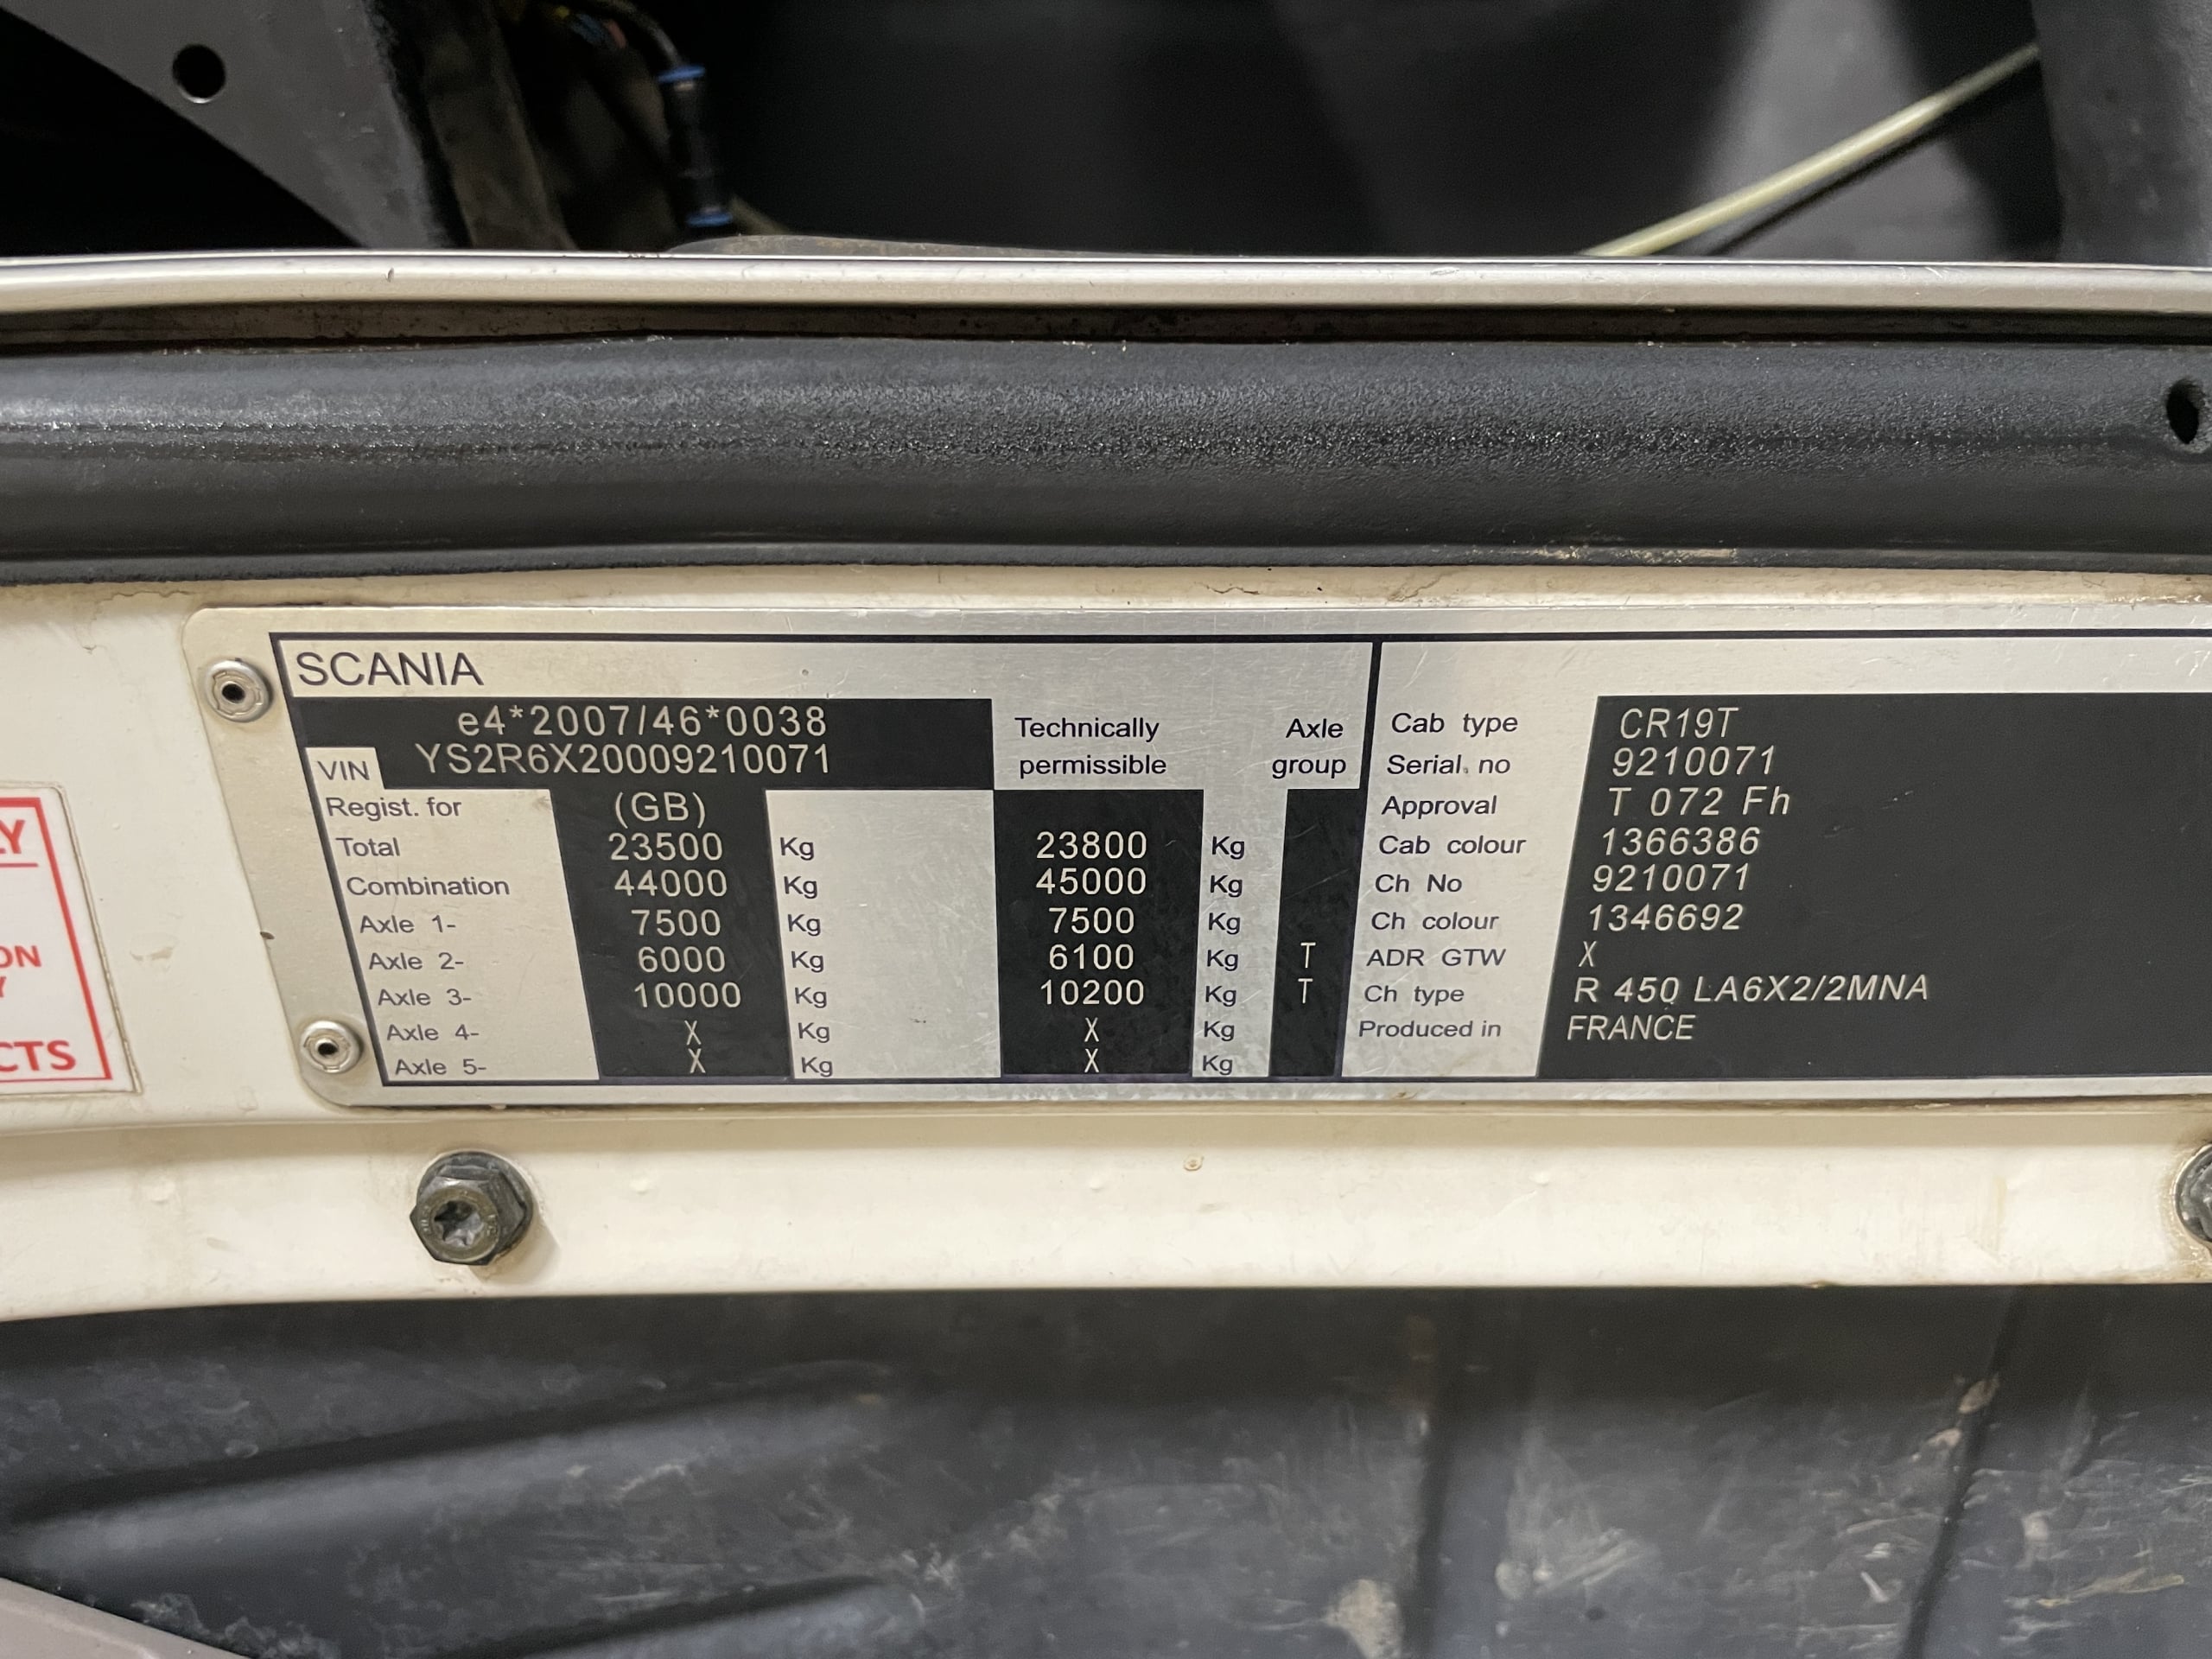 SCANIA
e4*2007/46*0038
VIN YS2R6X20009210071
Technically permissible
Axle group
Regist. for (GB)
Total 23500 Kg 23800 Kg
Combination 44000 Kg 45000 Kg
Axle 1- 7500 Kg 7500 Kg
Axle 2- 6000 Kg 6100 Kg T
Axle 3- 10000 Kg 10200 Kg T
Axle 4- X Kg X Kg
Axle 5- X Kg X Kg
Cab type CR19T
Serial. no 9210071
Approval T 072 Fh
Cab colour 1366386
Ch No 9210071
Ch colour 1346692
ADR GTW X
Ch type R 450 LA6X2/2MNA
Produced in FRANCE